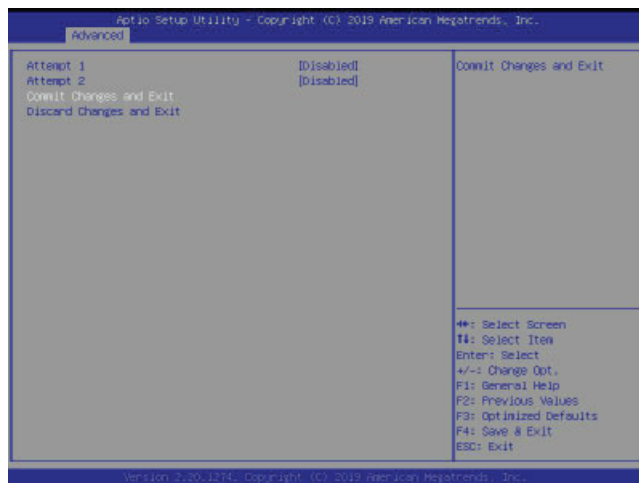 Aptio Setup Utility - Copyright (C) 2019 American Megatrends, Inc.
Advanced
Attempt 1 [Disabled]
Attempt 2 [Disabled]
Commit Changes and Exit
Discard Changes and Exit
Commit Changes and Exit
→←: Select Screen
↑↓: Select Item
Enter: Select
+/-: Change Opt.
F1: General Help
F2: Previous Values
F3: Optimized Defaults
F4: Save & Exit
ESC: Exit
Version 2.20.1274. Copyright (C) 2019 American Megatrends, Inc.